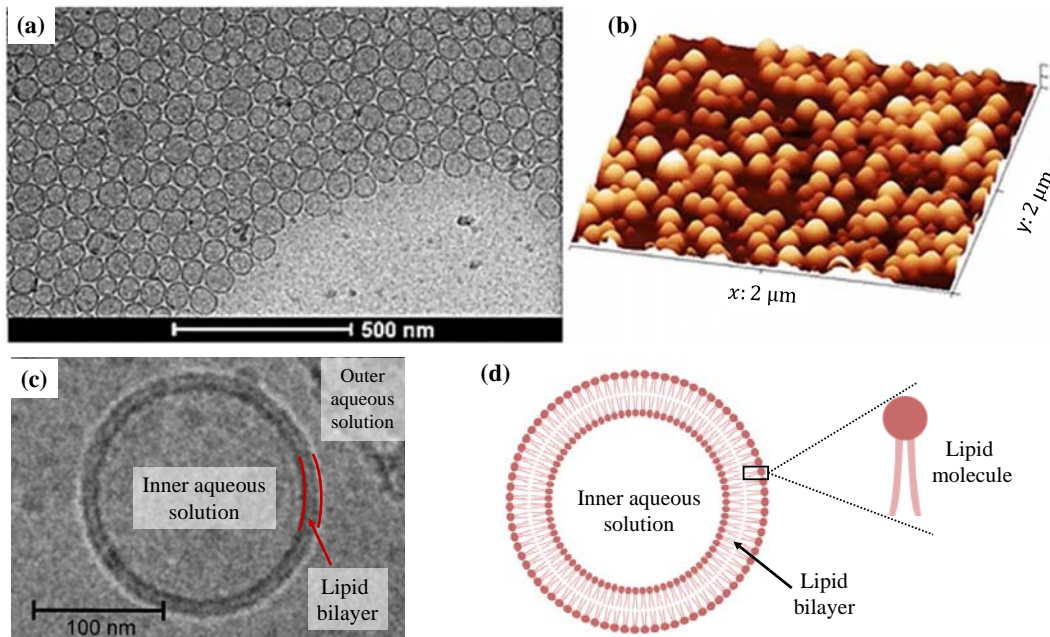 (a)
500 nm
(b)
x: 2 μm
y: 2 μm
(c)
Outer
aqueous
solution
Inner aqueous
solution
Lipid
bilayer
100 nm
(d)
Inner aqueous
solution
Lipid
molecule
Lipid
bilayer